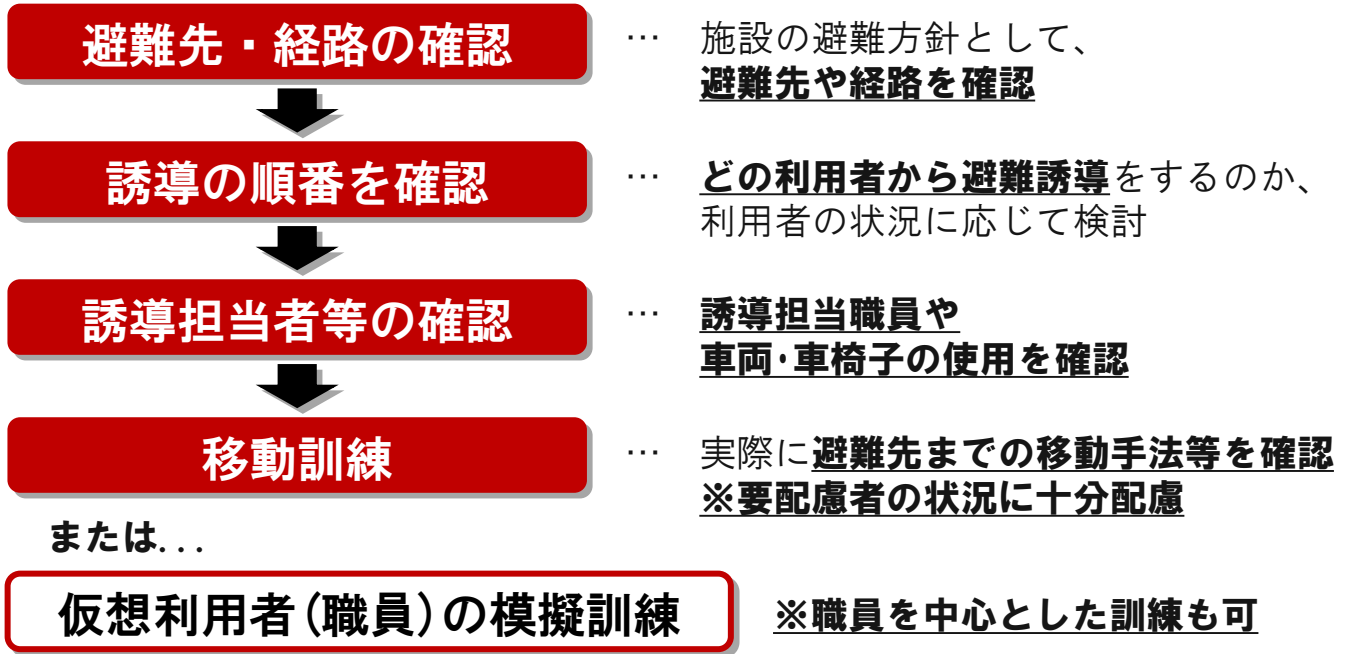 避難先・経路の確認
… 施設の避難方針として、
避難先や経路を確認
誘導の順番を確認
… どの利用者から避難誘導をするのか、
利用者の状況に応じて検討
誘導担当者等の確認
… 誘導担当職員や
車両・車椅子の使用を確認
移動訓練
… 実際に避難先までの移動手法等を確認
※要配慮者の状況に十分配慮
または...
仮想利用者(職員)の模擬訓練
※職員を中心とした訓練も可